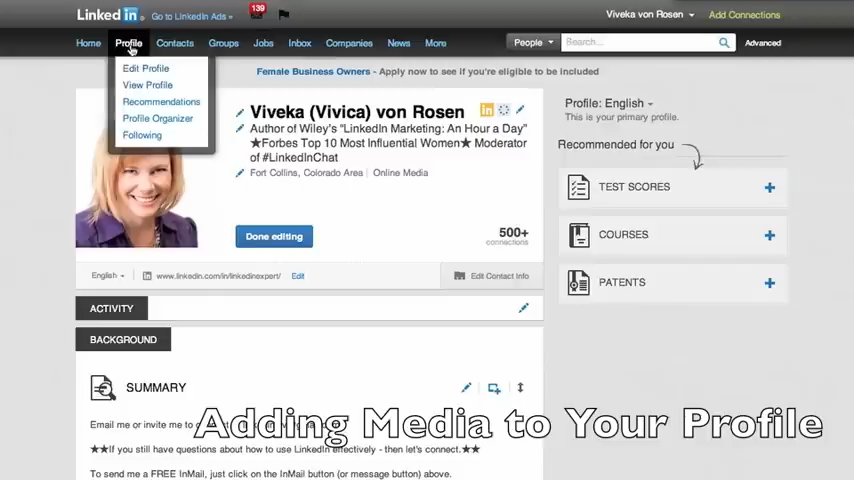 Linked in. Go to LinkedIn Ads » 139 Viveka von Rosen Add Connections
Home Profile Contacts Groups Jobs Inbox Companies News More People Search... Advanced
Edit Profile
View Profile
Recommendations
Profile Organizer
Following
Female Business Owners - Apply now to see if you're eligible to be included
Viveka (Vivica) von Rosen in
Author of Wiley's "LinkedIn Marketing: An Hour a Day"
★Forbes Top 10 Most Influential Women★ Moderator
of #LinkedInChat
Fort Collins, Colorado Area | Online Media
Done editing
500+
connections
English www.linkedin.com/in/linkedinexpert/ Edit Edit Contact Info
ACTIVITY
BACKGROUND
SUMMARY
Email me or invite me to
★★If you still have questions about how to use LinkedIn effectively - then let's connect.★★
To send me a FREE InMail, just click on the InMail button (or message button) above.
Profile: English
This is your primary profile.
Recommended for you
TEST SCORES +
COURSES +
PATENTS +
Adding Media to Your Profile